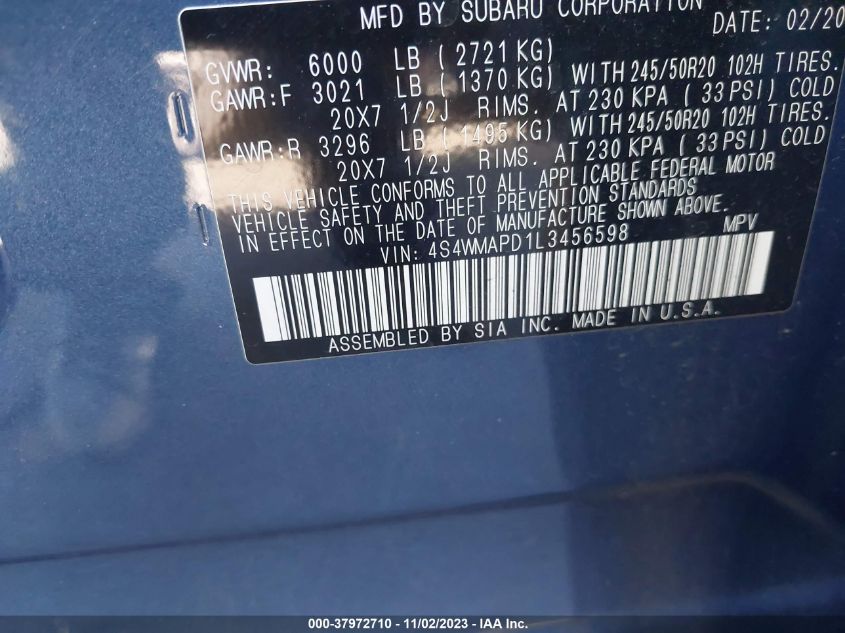 MFD BY SUBARU CORPORATION DATE: 02/20
GVWR: 6000 LB ( 2721 KG)
GAWR:F 3021 LB ( 1370 KG) WITH 245/50R20 102H TIRES.
20X7 1/2J RIMS. AT 230 KPA ( 33 PSI) COLD
GAWR:R 3296 LB ( 1495 KG) WITH 245/50R20 102H TIRES.
20X7 1/2J RIMS. AT 230 KPA ( 33 PSI) COLD
THIS VEHICLE CONFORMS TO ALL APPLICABLE FEDERAL MOTOR
VEHICLE SAFETY AND THEFT PREVENTION STANDARDS
IN EFFECT ON THE DATE OF MANUFACTURE SHOWN ABOVE.
VIN: 4S4WMAPD1L3456598 MPV
ASSEMBLED BY SIA INC. MADE IN U.S.A.
000-37972710 - 11/02/2023 - IAA Inc.